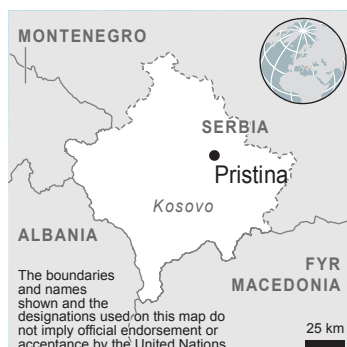 MONTENEGRO
SERBIA
Pristina
Kosovo
ALBANIA
FYR
MACEDONIA
The boundaries
and names
shown and the
designations used on this map do
not imply official endorsement or
acceptance by the United Nations
25 km